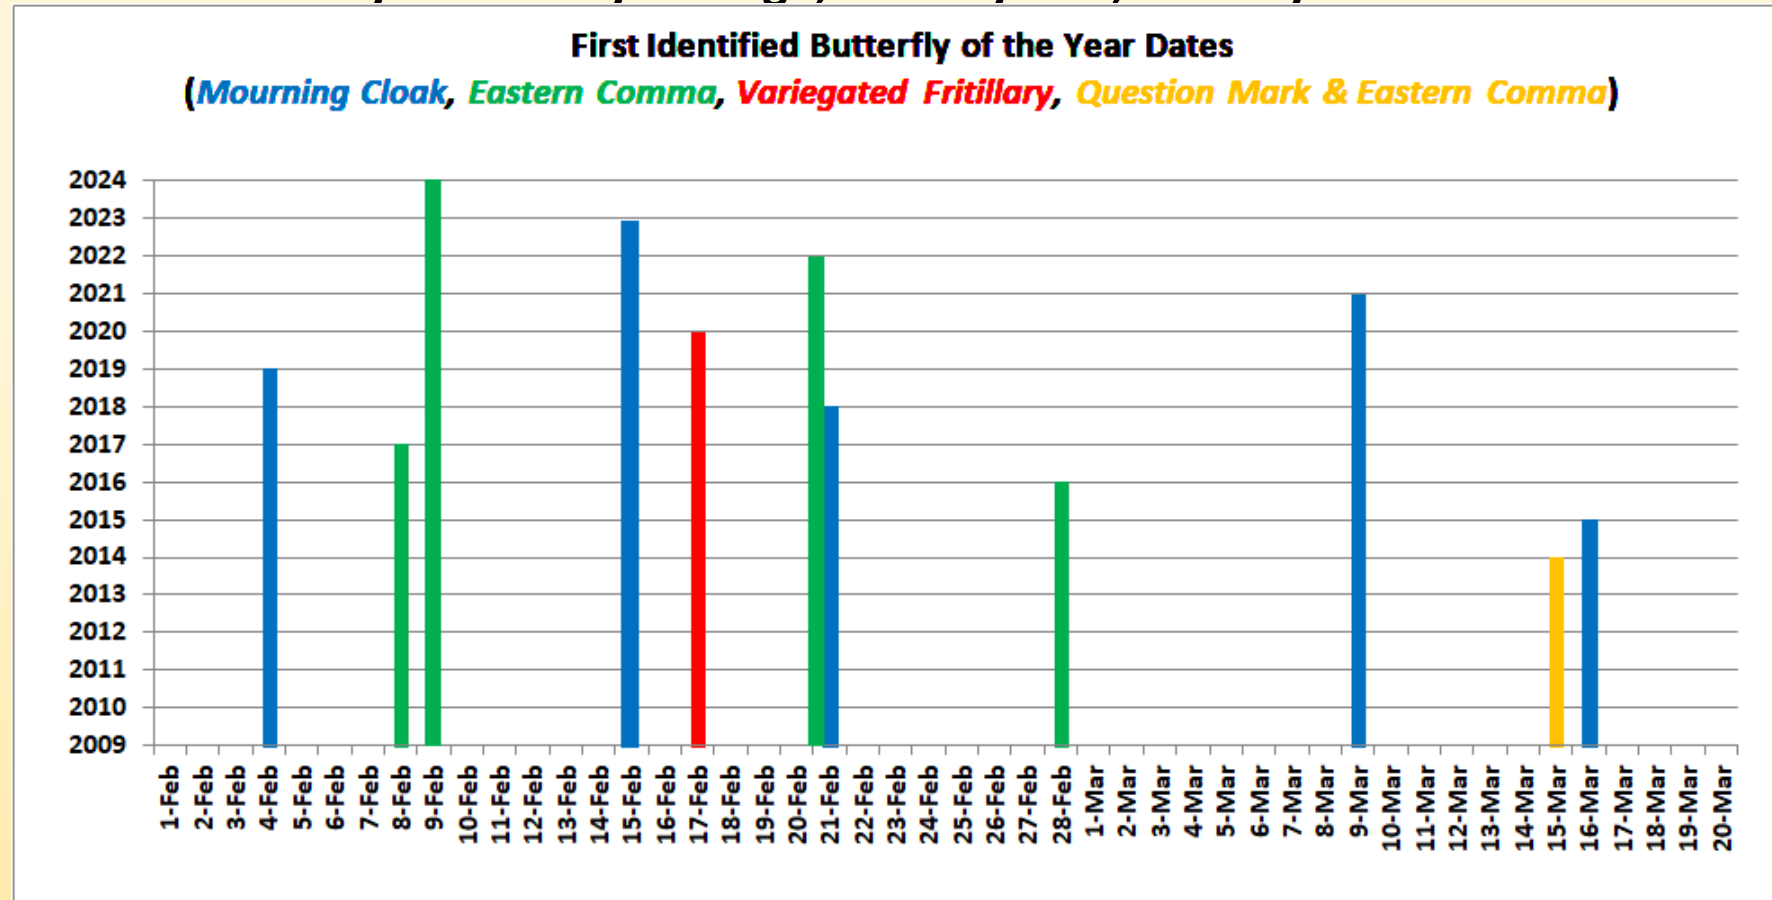 First Identified Butterfly of the Year Dates
(Mourning Cloak, Eastern Comma, Variegated Fritillary, Question Mark & Eastern Comma)
2024
2023
2022
2021
2020
2019
2018
2017
2016
2015
2014
2013
2012
2011
2010
2009
1-Feb
2-Feb
3-Feb
4-Feb
5-Feb
6-Feb
7-Feb
8-Feb
9-Feb
10-Feb
11-Feb
12-Feb
13-Feb
14-Feb
15-Feb
16-Feb
17-Feb
18-Feb
19-Feb
20-Feb
21-Feb
22-Feb
23-Feb
24-Feb
25-Feb
26-Feb
27-Feb
28-Feb
1-Mar
2-Mar
3-Mar
4-Mar
5-Mar
6-Mar
7-Mar
8-Mar
9-Mar
10-Mar
11-Mar
12-Mar
13-Mar
14-Mar
15-Mar
16-Mar
17-Mar
18-Mar
19-Mar
20-Mar